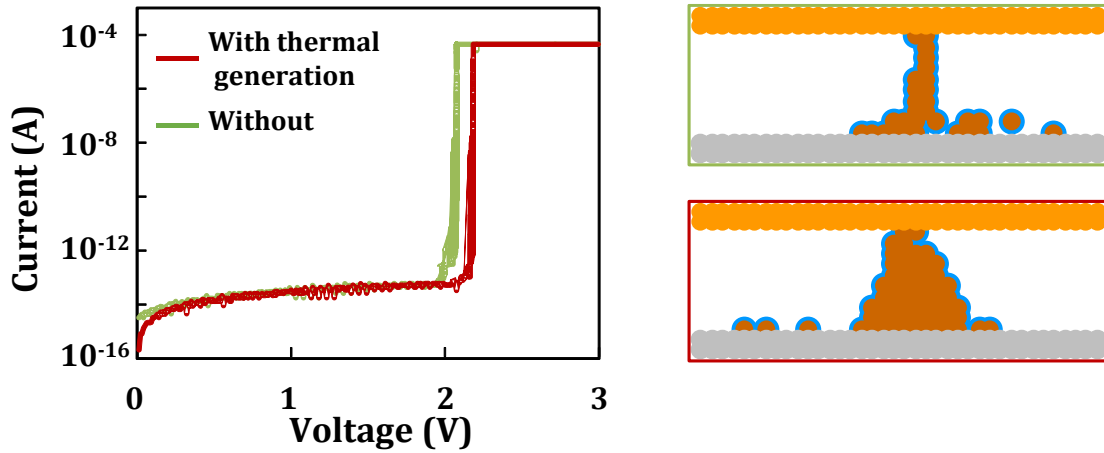 10-4
With thermal
generation
Without
10-8
10-12
10-16
Current (A)
0
1
2
3
Voltage (V)